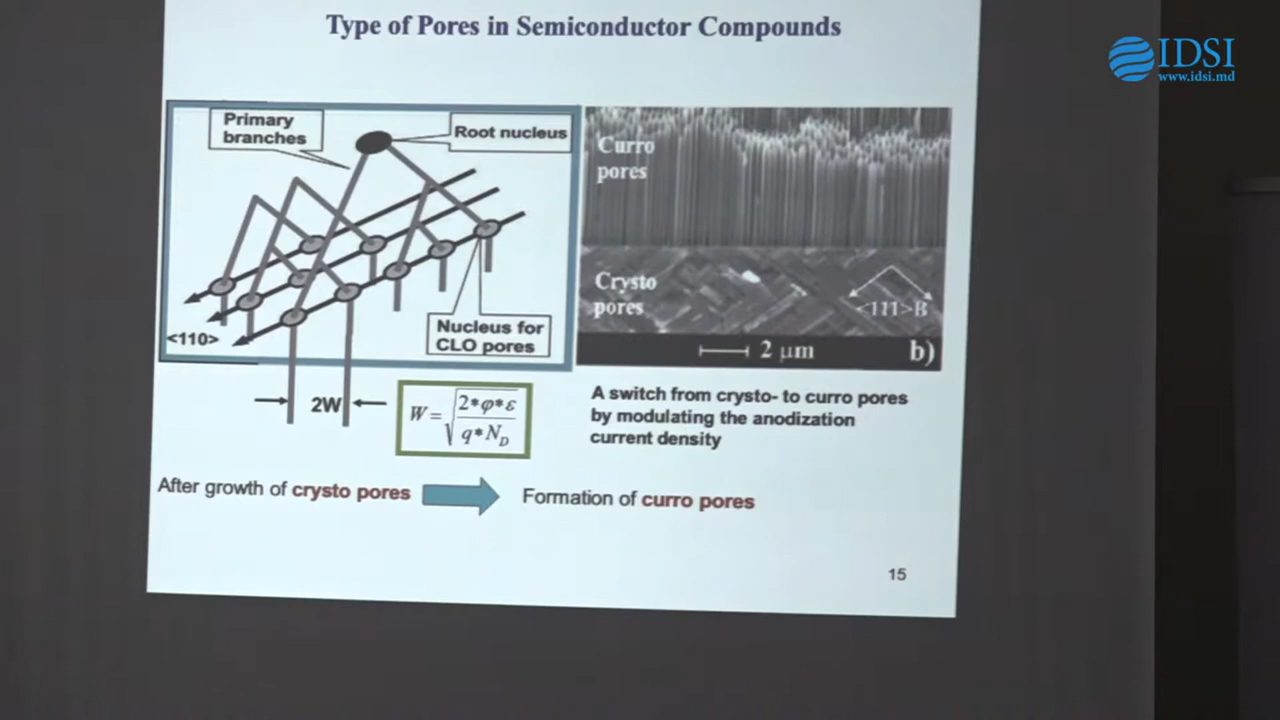 Type of Pores in Semiconductor Compounds
IDSI
www.idsi.md
Primary
branches
Root nucleus
<110>
Nucleus for
CLO pores
2W
W = √(2*φ*ε / q*N_D)
Curro
pores
Crysto
pores
<111>B
2 μm
b)
A switch from crysto- to curro pores
by modulating the anodization
current density
After growth of crysto pores
Formation of curro pores
15